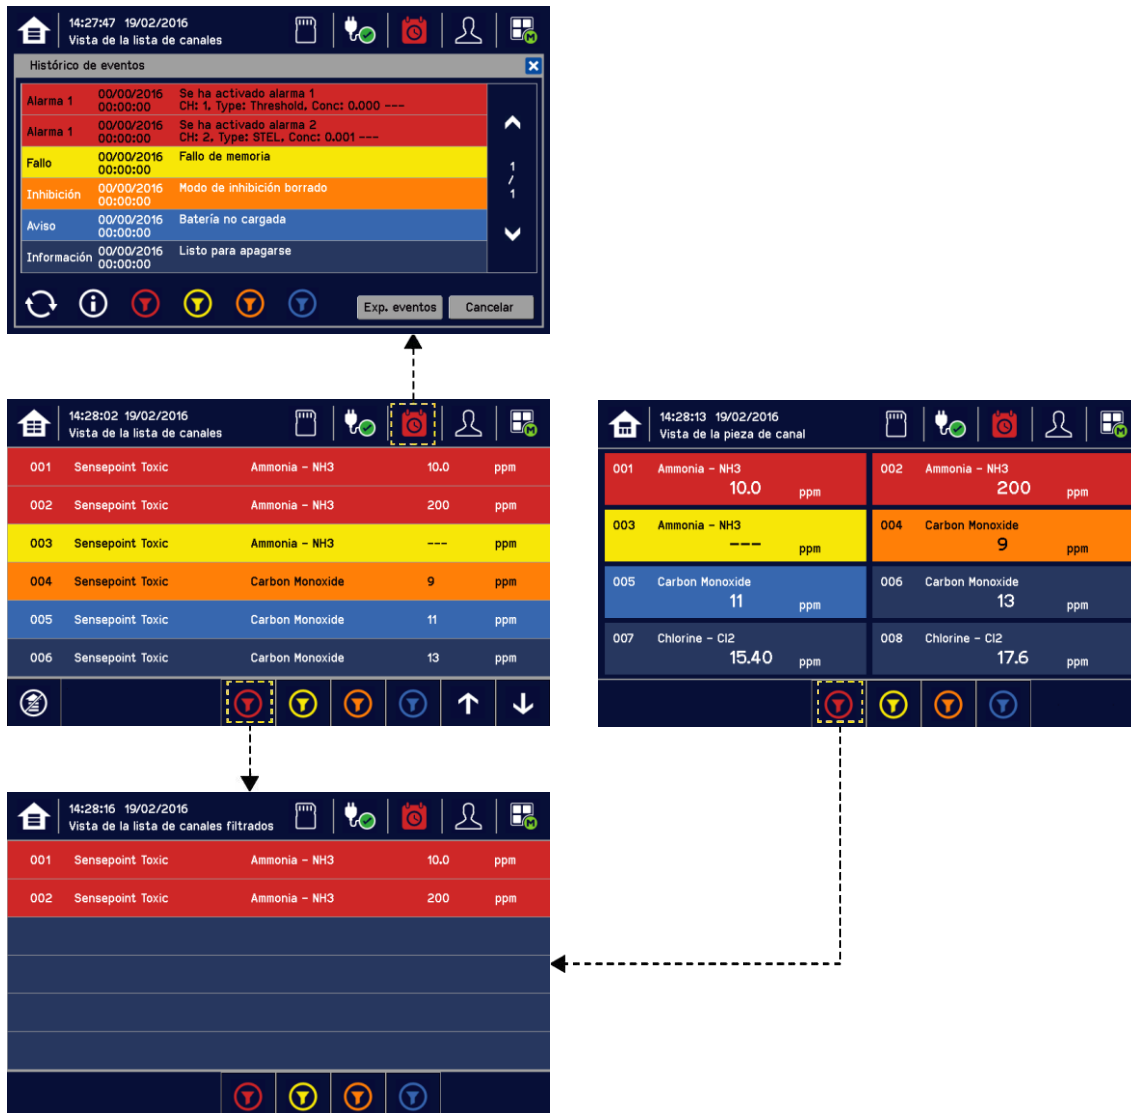 14:27:47 19/02/2016
Vista de la lista de canales
M
Histórico de eventos
Alarma 1 00/00/2016 00:00:00 Se ha activado alarma 1
CH: 1, Type: Threshold, Conc: 0.000 ---
Alarma 1 00/00/2016 00:00:00 Se ha activado alarma 2
CH: 2, Type: STEL, Conc: 0.001 ---
Fallo 00/00/2016 00:00:00 Fallo de memoria
Inhibición 00/00/2016 00:00:00 Modo de inhibición borrado
Aviso 00/00/2016 00:00:00 Batería no cargada
Información 00/00/2016 00:00:00 Listo para apagarse
1
/
1
Exp. eventos Cancelar
14:28:02 19/02/2016
Vista de la lista de canales
M
001 Sensepoint Toxic Ammonia - NH3 10.0 ppm
002 Sensepoint Toxic Ammonia - NH3 200 ppm
003 Sensepoint Toxic Ammonia - NH3 --- ppm
004 Sensepoint Toxic Carbon Monoxide 9 ppm
005 Sensepoint Toxic Carbon Monoxide 11 ppm
006 Sensepoint Toxic Carbon Monoxide 13 ppm
14:28:13 19/02/2016
Vista de la pieza de canal
M
001 Ammonia - NH3
10.0 ppm
002 Ammonia - NH3
200 ppm
003 Ammonia - NH3
--- ppm
004 Carbon Monoxide
9 ppm
005 Carbon Monoxide
11 ppm
006 Carbon Monoxide
13 ppm
007 Chlorine - Cl2
15.40 ppm
008 Chlorine - Cl2
17.6 ppm
14:28:16 19/02/2016
Vista de la lista de canales filtrados
M
001 Sensepoint Toxic Ammonia - NH3 10.0 ppm
002 Sensepoint Toxic Ammonia - NH3 200 ppm